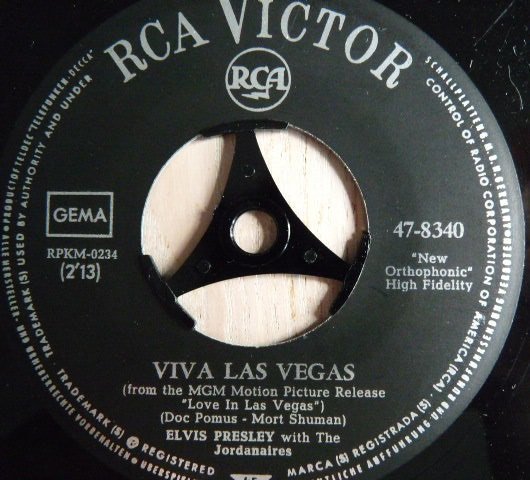 RCA VICTOR
RCA
GEMA
RPKM-0234
(2'13)
47-8340
"New
Orthophonic"
High Fidelity
VIVA LAS VEGAS
(from the MGM Motion Picture Release
"Love In Las Vegas")
(Doc Pomus - Mort Shuman)
ELVIS PRESLEY with The
Jordanaires
TRADEMARK (S) USED BY AUTHORITY AND UNDER
CONTROL OF RADIO CORPORATION OF AMERICA (RCA)
TRADEMARK (S) ® REGISTERED
MARCA (S) REGISTRADA (S)
45